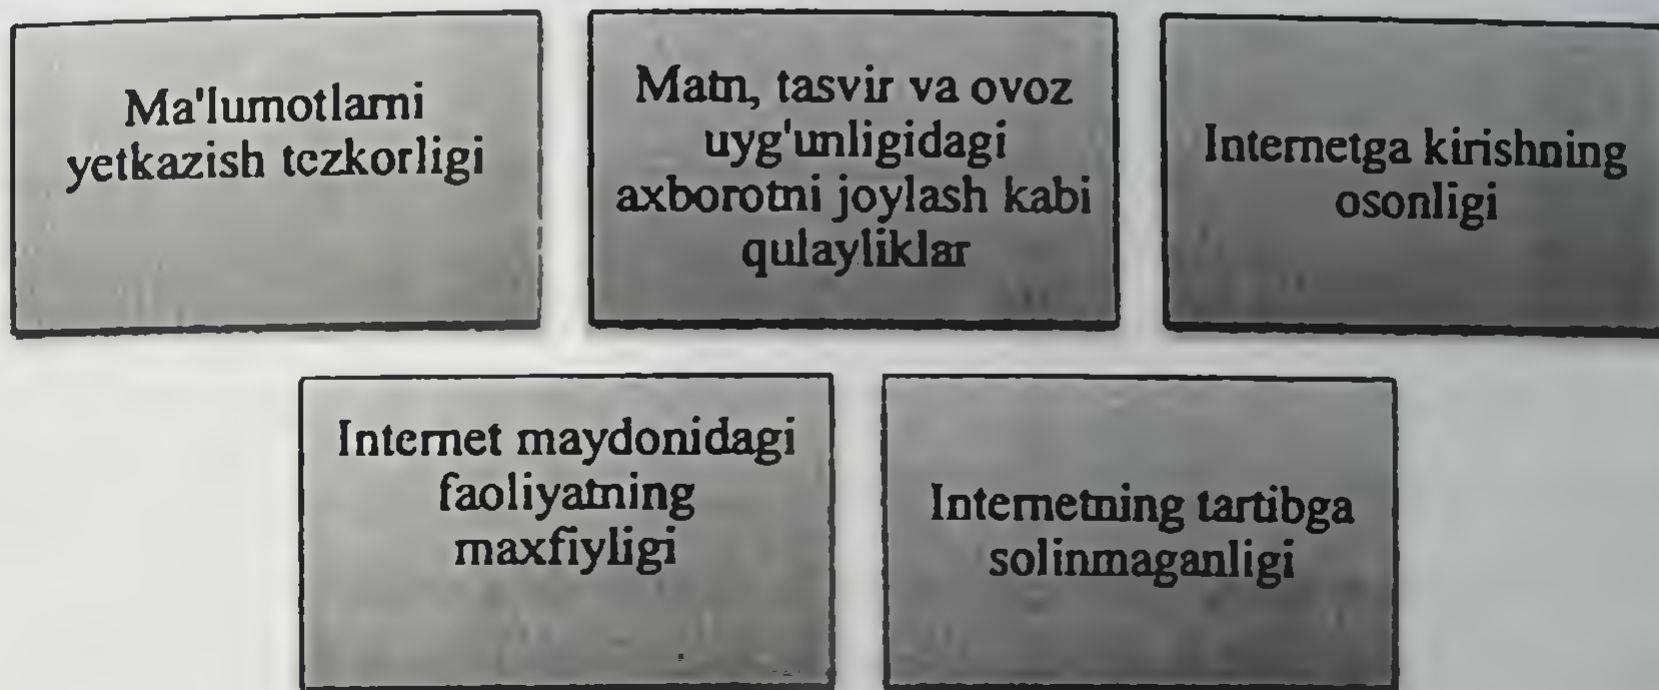 Ma'lumotlarni
yetkazish tezkorligi
Matn, tasvir va ovoz
uyg'unligidagi
axborotni joylash kabi
qulayliklar
Internetga kirishning
osonligi
Internet maydonidagi
faoliyatning
maxfiyligi
Internetning tartibga
solinmaganligi